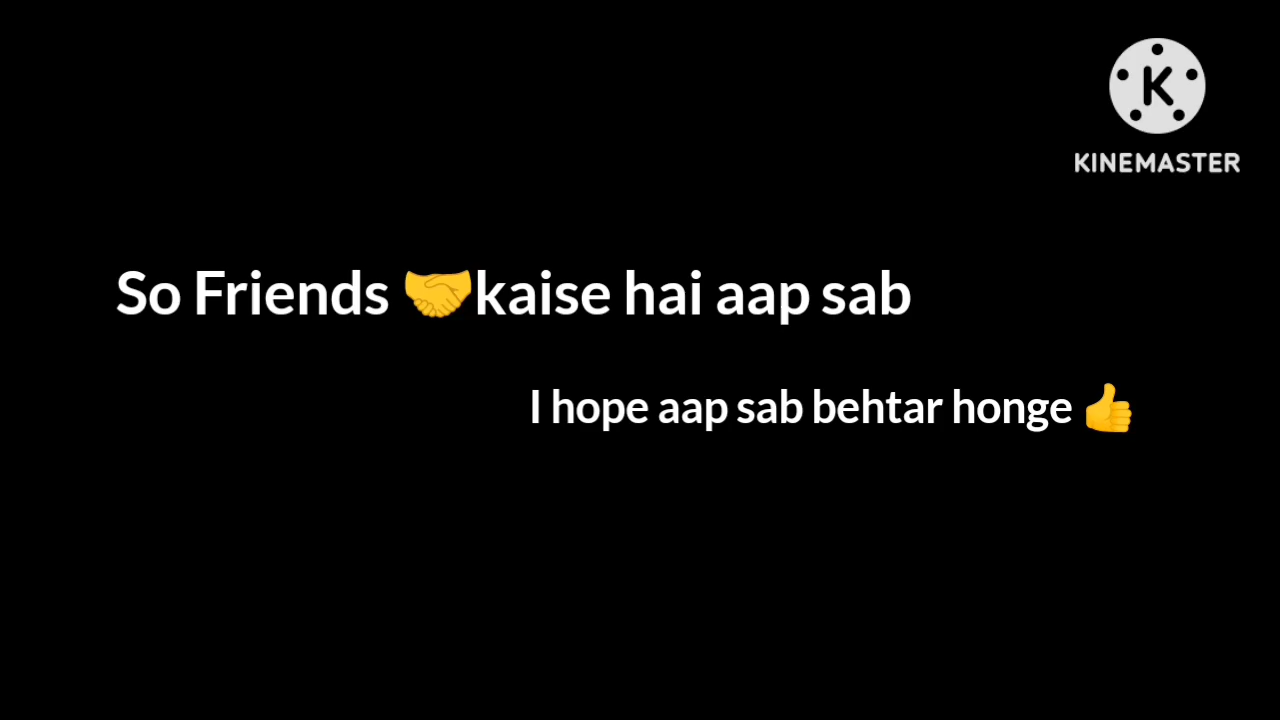 K
KINEMASTER
So Friends 🤝kaise hai aap sab
I hope aap sab behtar honge 👍